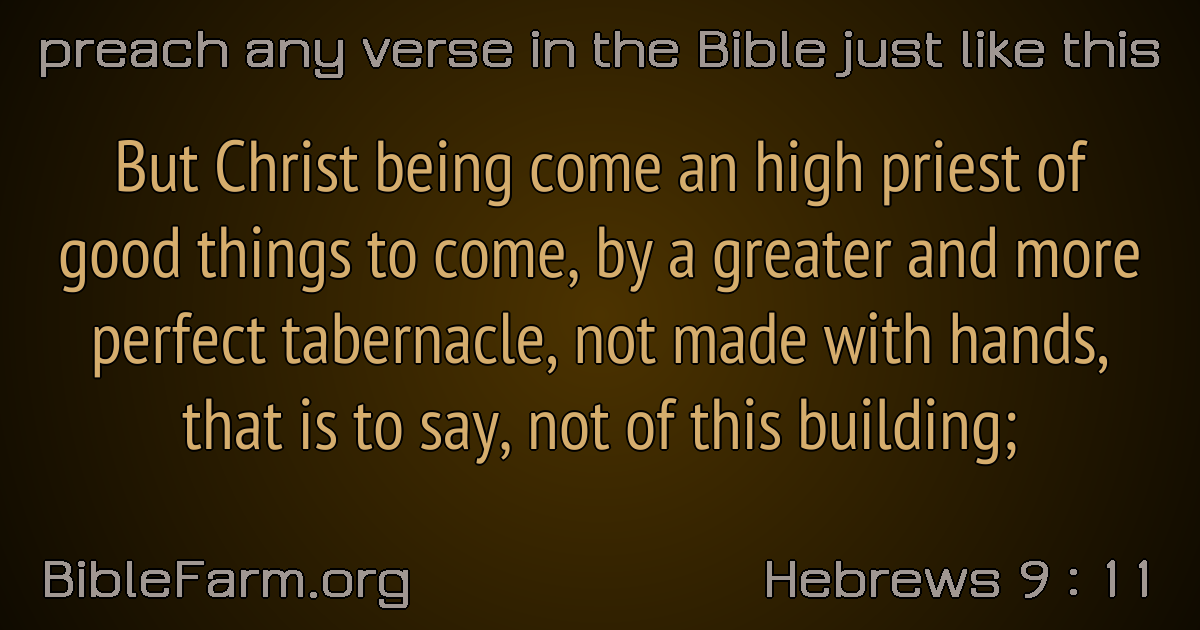 preach any verse in the Bible just like this
But Christ being come an high priest of
good things to come, by a greater and more
perfect tabernacle, not made with hands,
that is to say, not of this building;
BibleFarm.org
Hebrews 9 : 11